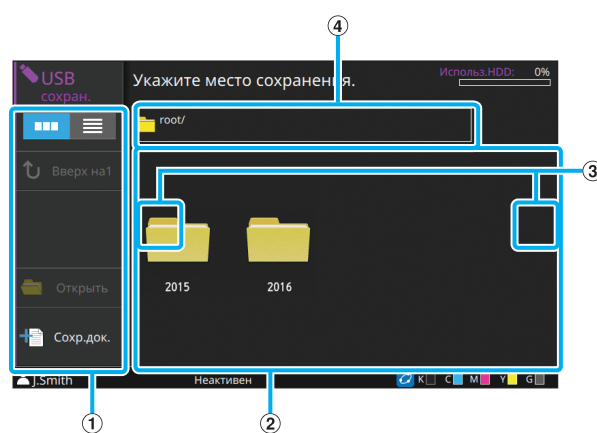 ④
USB
сохран.
Укажите место сохранения.
Использ.HDD: 0%
root/
Вверх на1
③
2015 2016
Открыть
Сохр.док.
J.Smith Неактивен K C M Y G
① ②